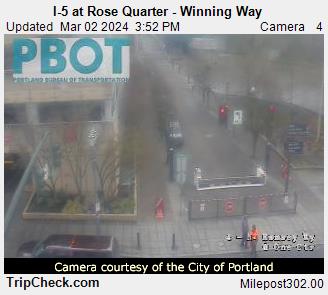 I-5 at Rose Quarter - Winning Way
Updated Mar 02 2024 3:52 PM Camera 4
PBOT
PORTLAND BUREAU OF TRANSPORTATION
Camera courtesy of the City of Portland
TripCheck.com Milepost302.00